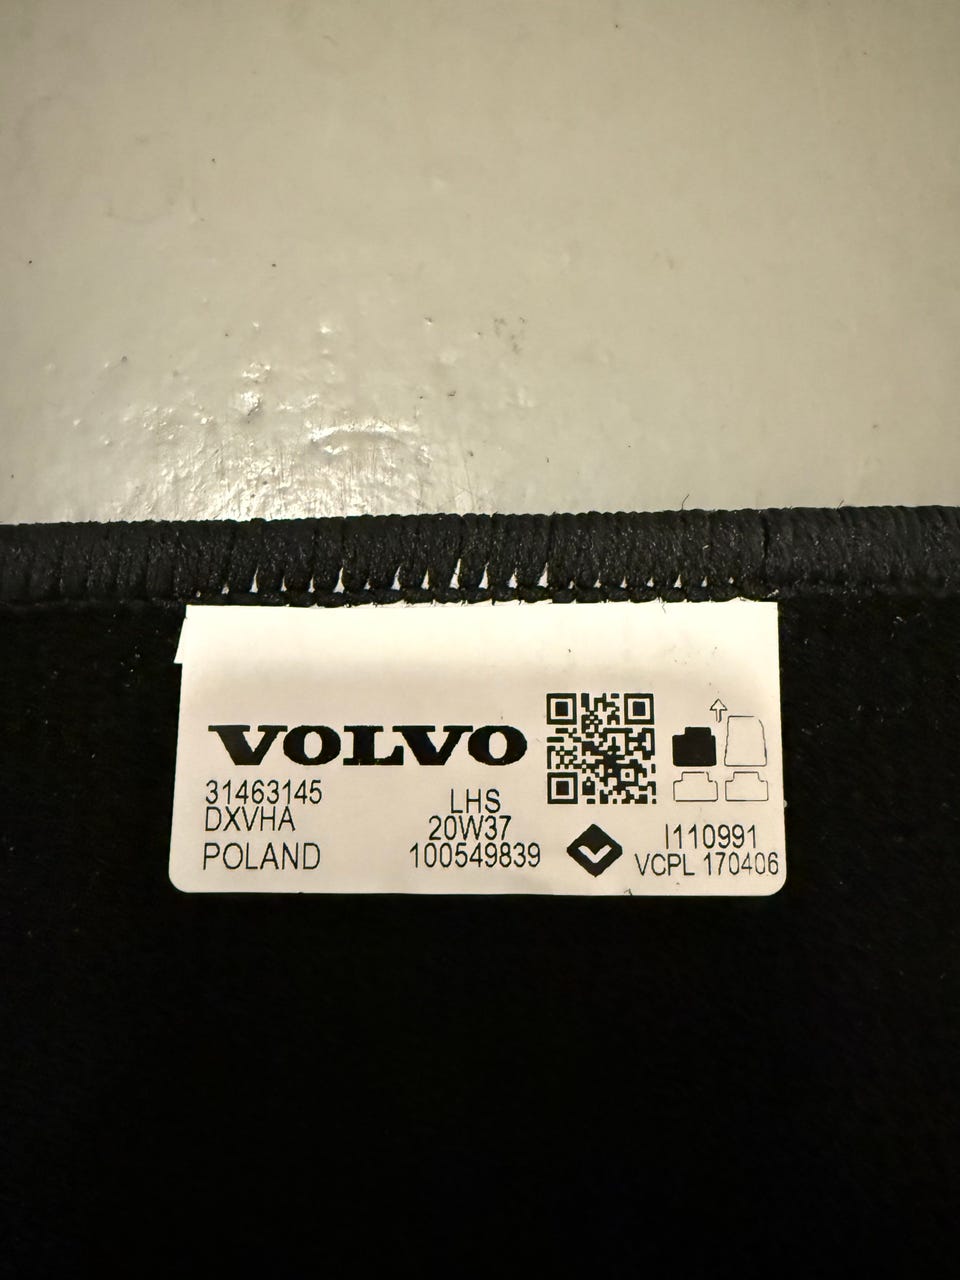 VOLVO
31463145
DXVHA
POLAND
LHS
20W37
100549839
I110991
VCPL 170406